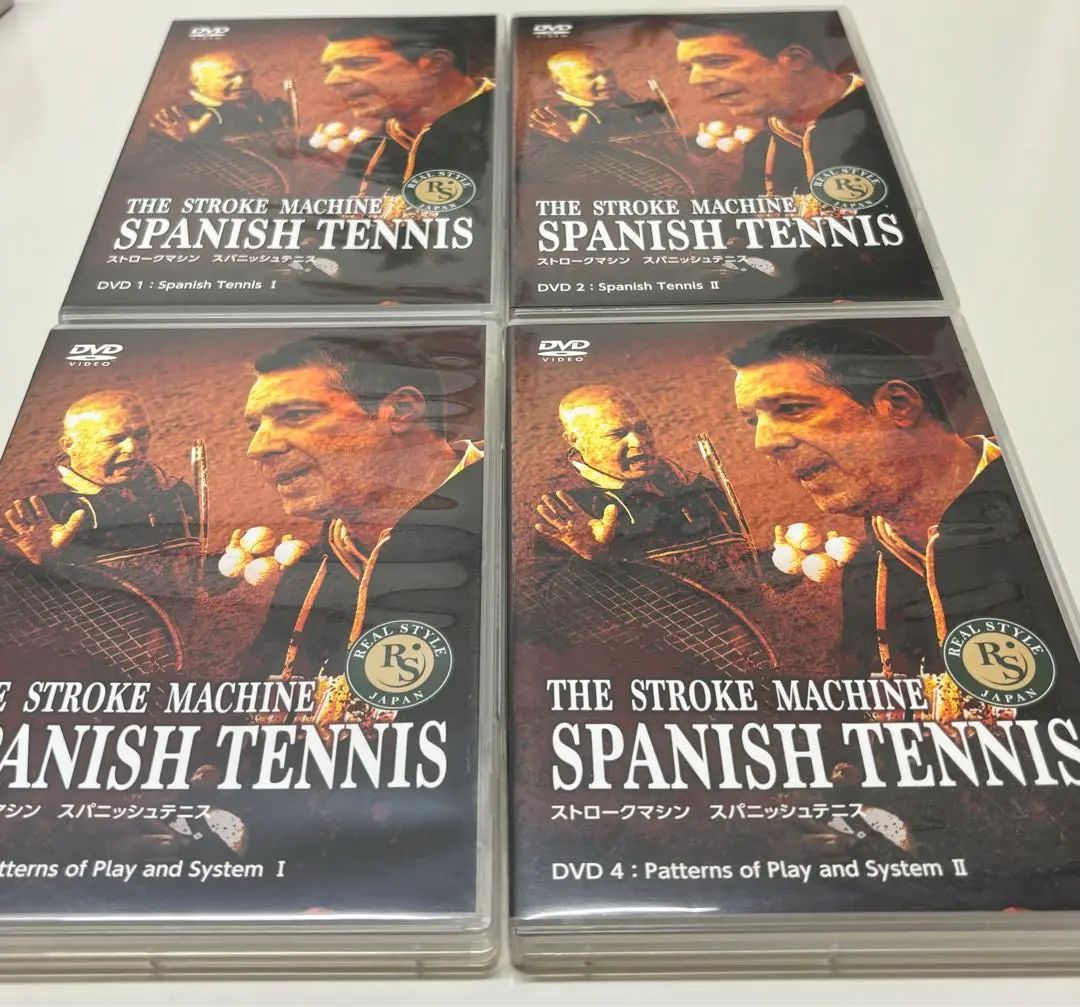 DVD
VIDEO
REAL STYLE
RS
JAPAN
THE STROKE MACHINE
SPANISH TENNIS
ストロークマシン スパニッシュテニス
DVD 1 : Spanish Tennis Ⅰ
DVD
VIDEO
REAL STYLE
RS
JAPAN
THE STROKE MACHINE
SPANISH TENNIS
ストロークマシン スパニッシュテニス
DVD 2 : Spanish Tennis Ⅱ
DVD
VIDEO
REAL STYLE
RS
JAPAN
E STROKE MACHINE
PANISH TENNIS
マシン スパニッシュテニス
tterns of Play and System Ⅰ
DVD
VIDEO
REAL STYLE
RS
JAPAN
THE STROKE MACHINE
SPANISH TENNIS
ストロークマシン スパニッシュテニス
DVD 4 : Patterns of Play and System Ⅱ